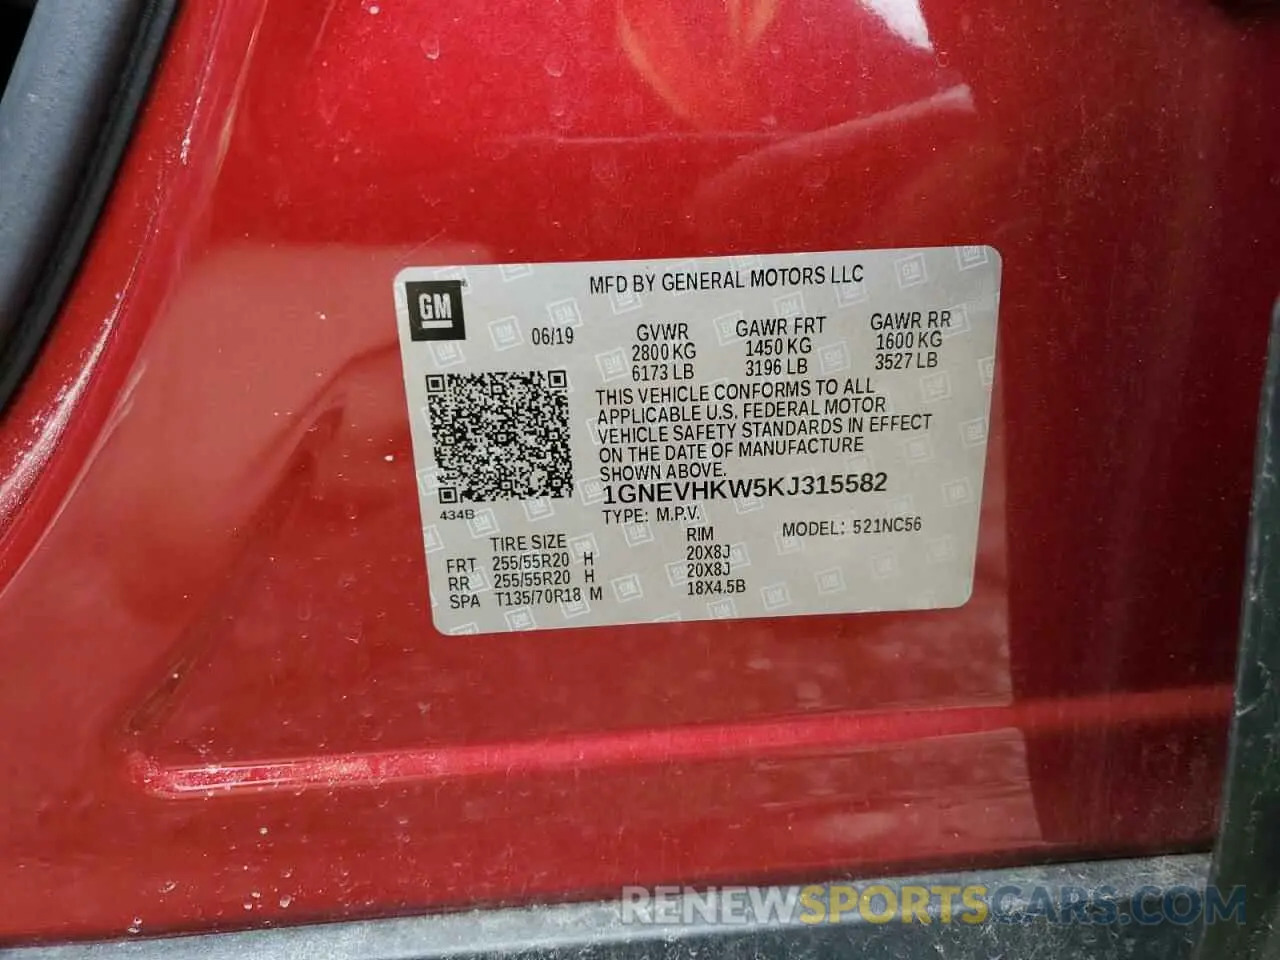 MFD BY GENERAL MOTORS LLC
GM
06/19
GVWR GAWR FRT GAWR RR
2800 KG 1450 KG 1600 KG
6173 LB 3196 LB 3527 LB
THIS VEHICLE CONFORMS TO ALL
APPLICABLE U.S. FEDERAL MOTOR
VEHICLE SAFETY STANDARDS IN EFFECT
ON THE DATE OF MANUFACTURE
SHOWN ABOVE.
1GNEVHKW5KJ315582
434B
TYPE: M.P.V. MODEL: 521NC56
TIRE SIZE RIM
FRT 255/55R20 H 20X8J
RR 255/55R20 H 20X8J
SPA T135/70R18 M 18X4.5B
RENEWSPORTSCARS.COM